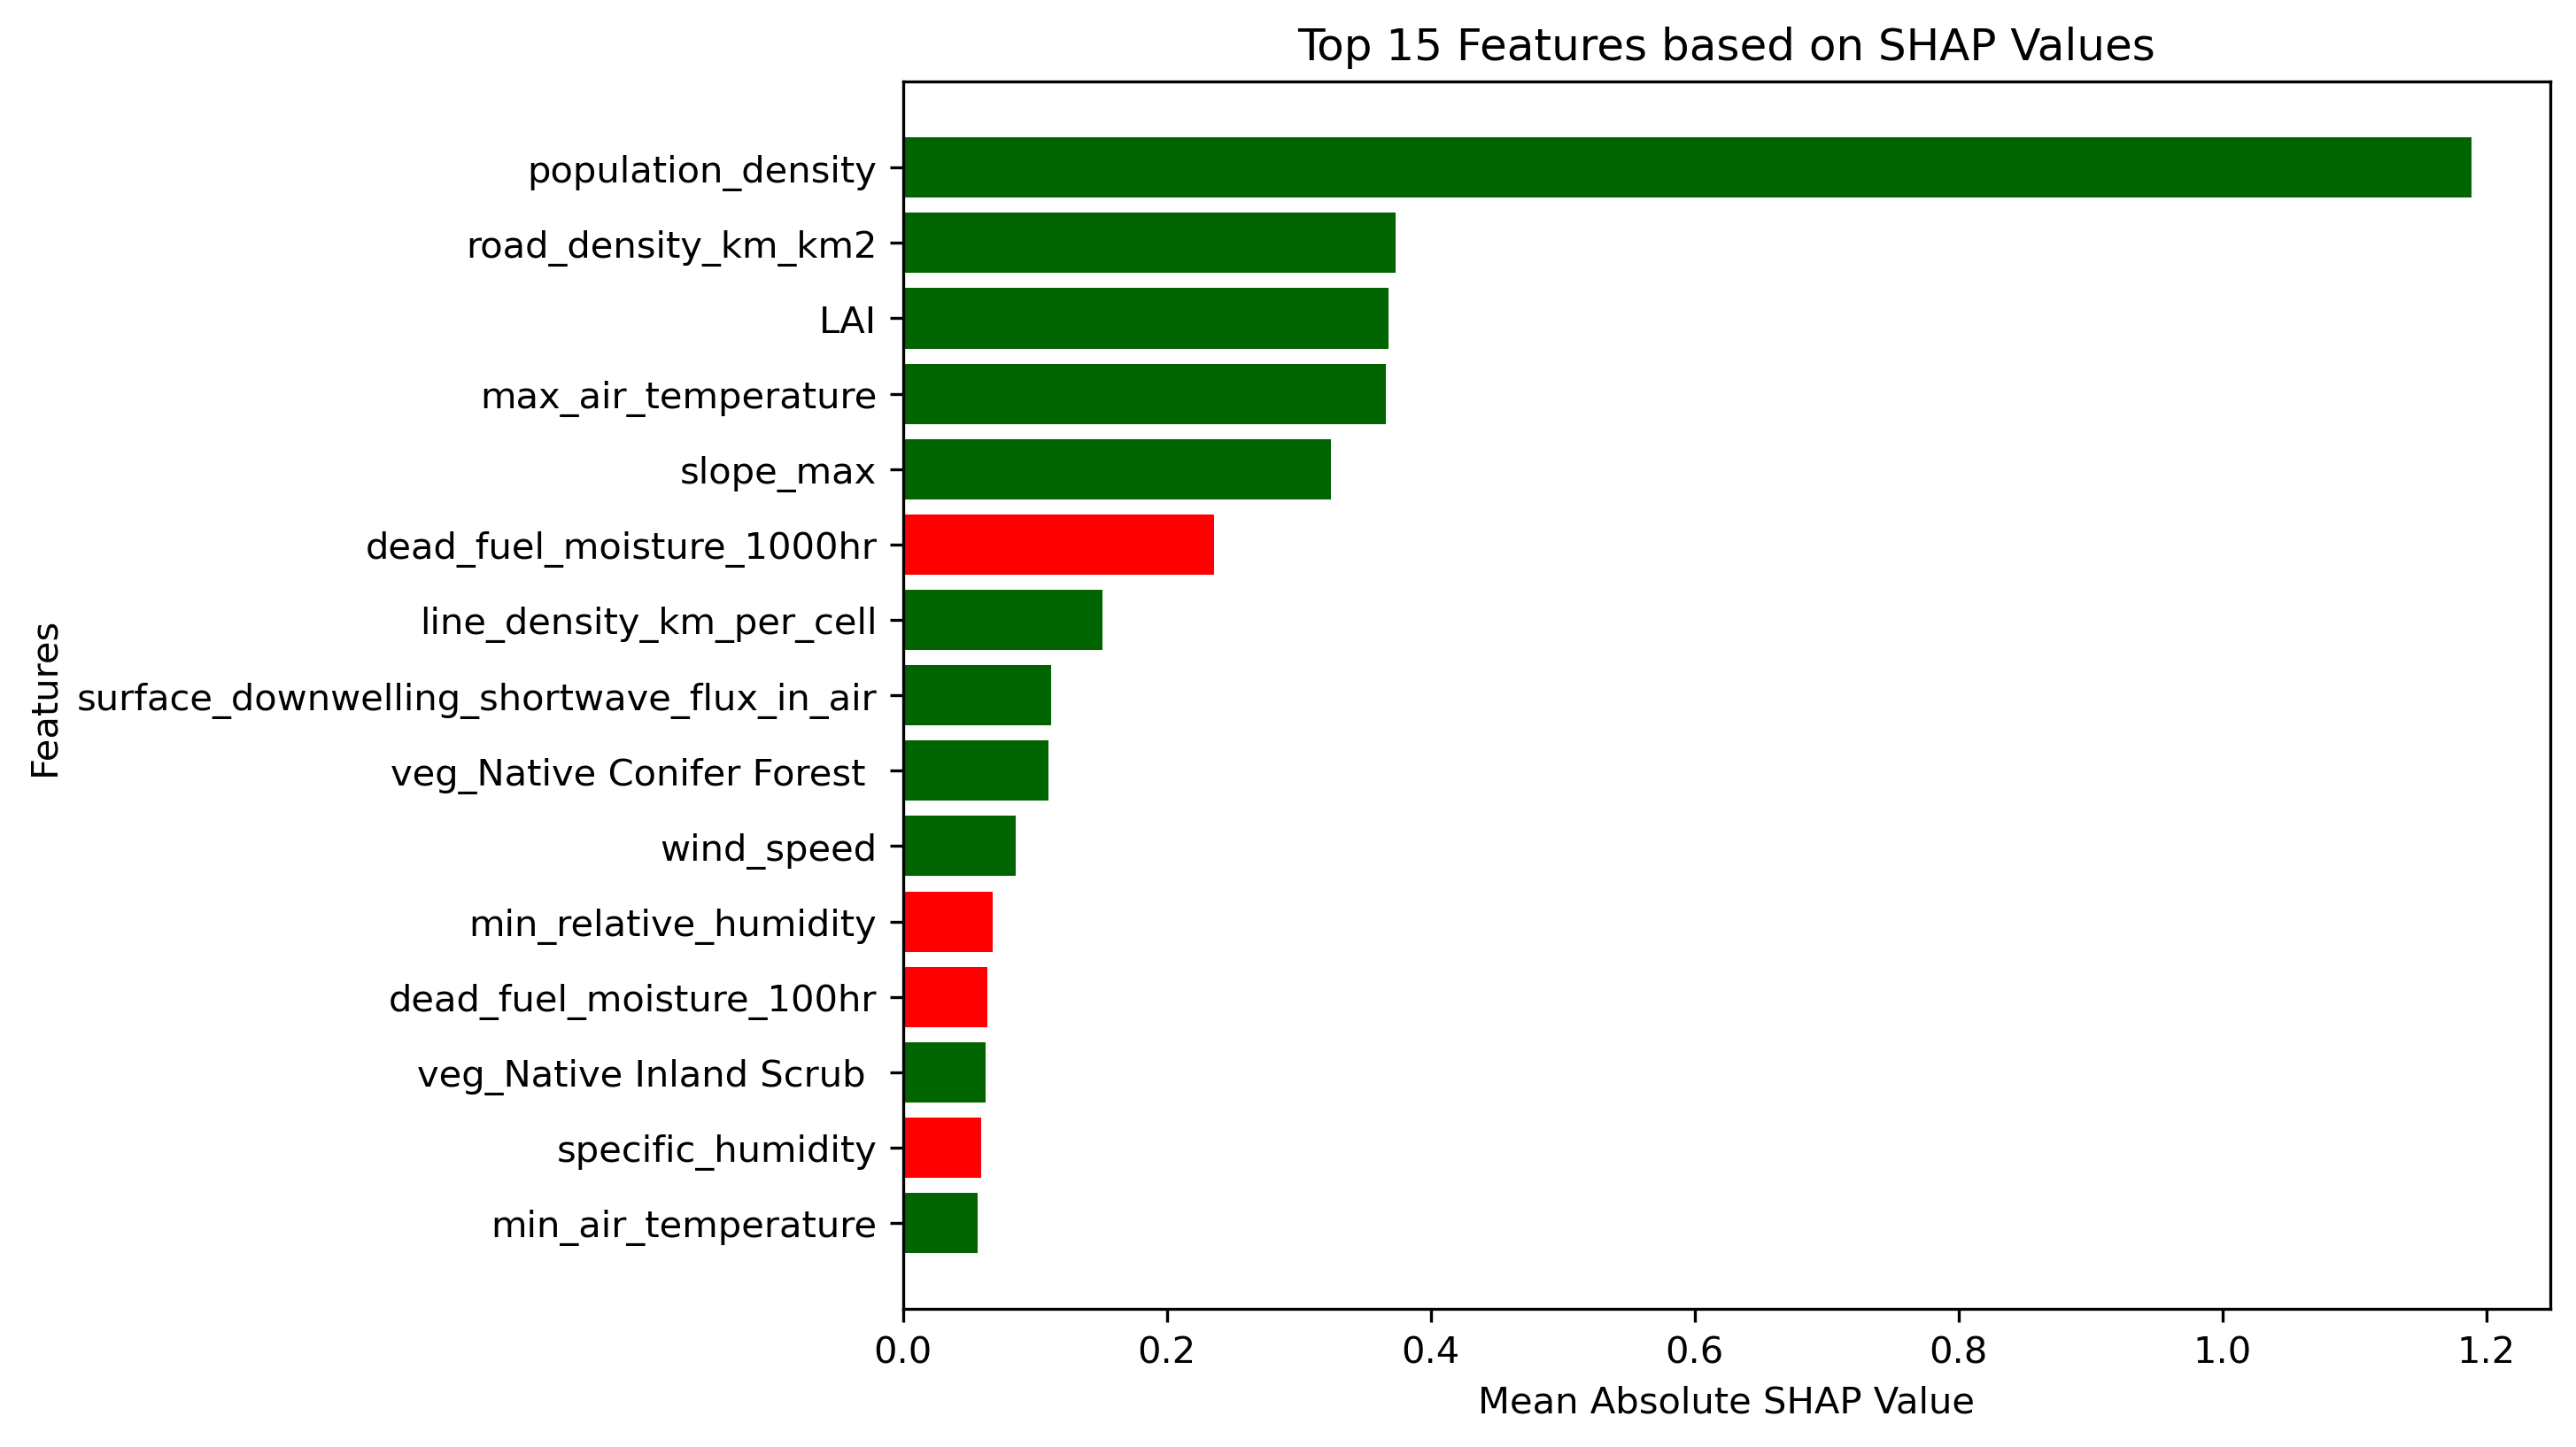 Top 15 Features based on SHAP Values
population_density
road_density_km_km2
LAI
max_air_temperature
slope_max
dead_fuel_moisture_1000hr
line_density_km_per_cell
surface_downwelling_shortwave_flux_in_air
veg_Native Conifer Forest
wind_speed
min_relative_humidity
dead_fuel_moisture_100hr
veg_Native Inland Scrub
specific_humidity
min_air_temperature
Features
0.0 0.2 0.4 0.6 0.8 1.0 1.2
Mean Absolute SHAP Value